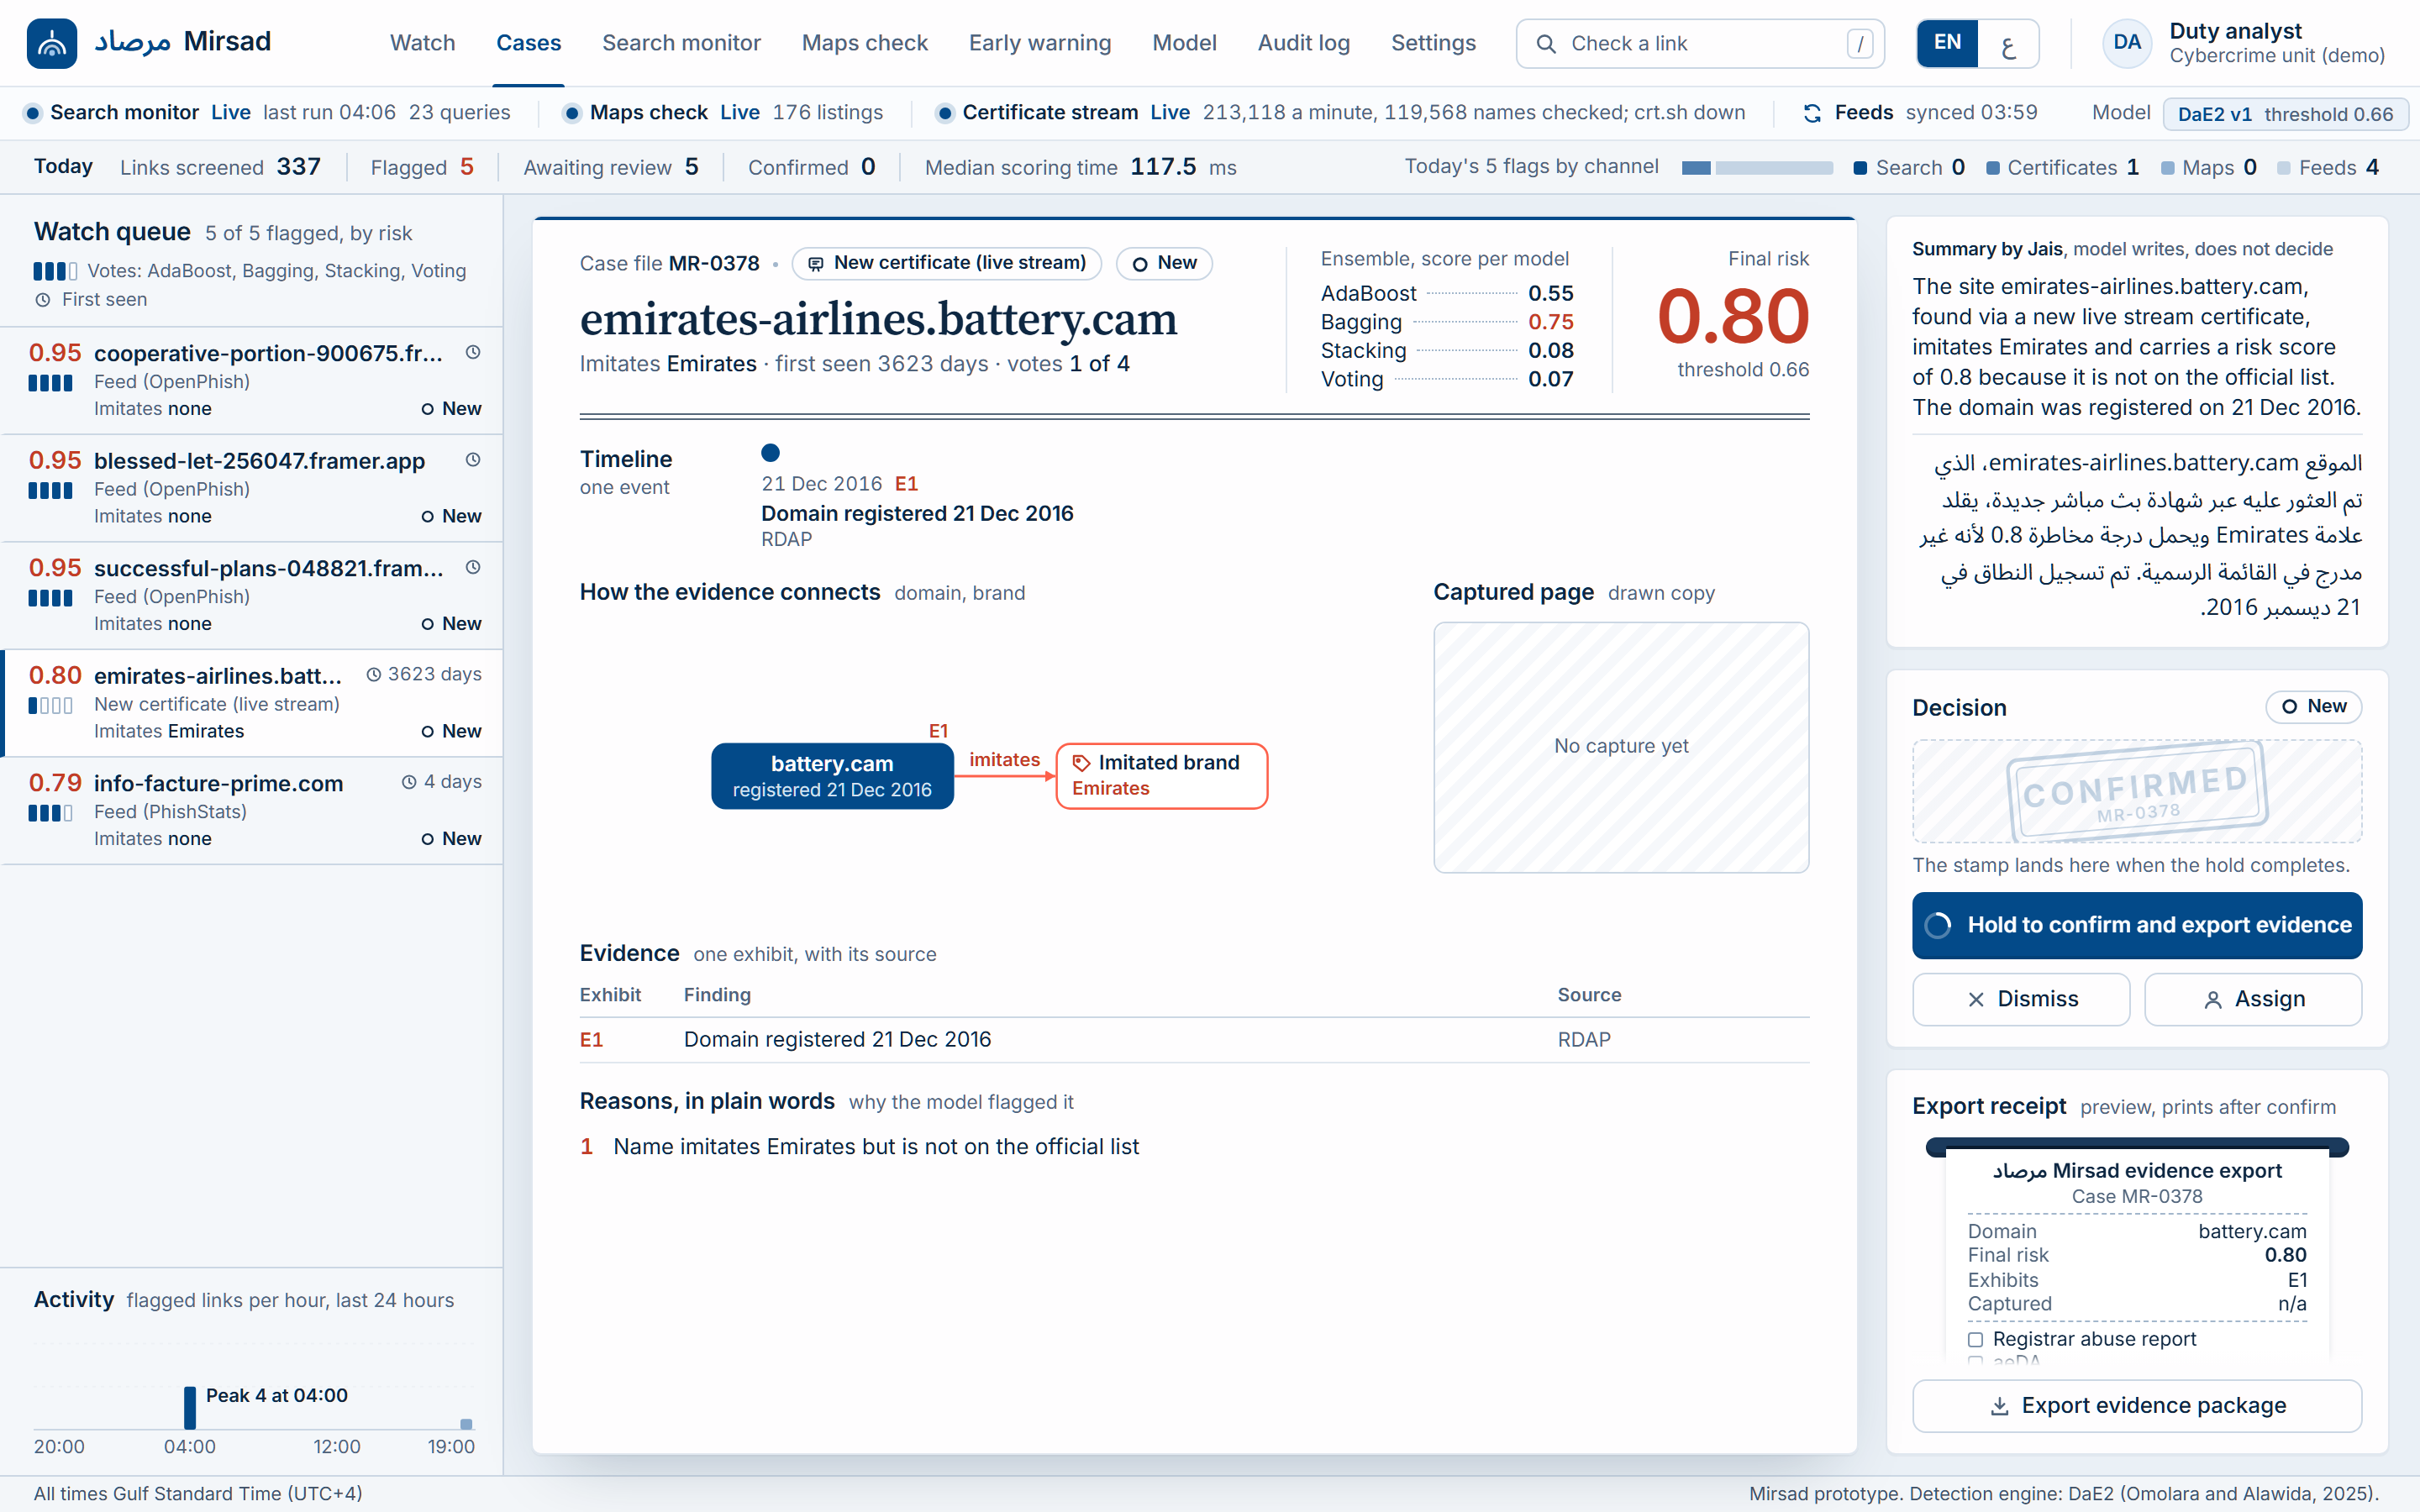 مرصاد Mirsad
Watch Cases Search monitor Maps check Early warning Model Audit log Settings
Check a link /
EN ع
DA Duty analyst
Cybercrime unit (demo)
Search monitor Live last run 04:06 23 queries
Maps check Live 176 listings
Certificate stream Live 213,118 a minute, 119,568 names checked; crt.sh down
Feeds synced 03:59
Model DaE2 v1 threshold 0.66
Today Links screened 337 Flagged 5 Awaiting review 5 Confirmed 0 Median scoring time 117.5 ms
Today's 5 flags by channel Search 0 Certificates 1 Maps 0 Feeds 4
Watch queue 5 of 5 flagged, by risk
Votes: AdaBoost, Bagging, Stacking, Voting
First seen
0.95 cooperative-portion-900675.fr...
Feed (OpenPhish)
Imitates none New
0.95 blessed-let-256047.framer.app
Feed (OpenPhish)
Imitates none New
0.95 successful-plans-048821.fram...
Feed (OpenPhish)
Imitates none New
0.80 emirates-airlines.batt... 3623 days
New certificate (live stream)
Imitates Emirates New
0.79 info-facture-prime.com 4 days
Feed (PhishStats)
Imitates none New
Activity flagged links per hour, last 24 hours
Peak 4 at 04:00
20:00 04:00 12:00 19:00
Case file MR-0378 • New certificate (live stream) New
emirates-airlines.battery.cam
Imitates Emirates · first seen 3623 days · votes 1 of 4
Ensemble, score per model
AdaBoost 0.55
Bagging 0.75
Stacking 0.08
Voting 0.07
Final risk
0.80
threshold 0.66
Timeline
one event
21 Dec 2016 E1
Domain registered 21 Dec 2016
RDAP
How the evidence connects domain, brand
E1
battery.cam
registered 21 Dec 2016
imitates
Imitated brand
Emirates
Captured page drawn copy
No capture yet
Evidence one exhibit, with its source
Exhibit Finding Source
E1 Domain registered 21 Dec 2016 RDAP
Reasons, in plain words why the model flagged it
1 Name imitates Emirates but is not on the official list
Summary by Jais, model writes, does not decide
The site emirates-airlines.battery.cam,
found via a new live stream certificate,
imitates Emirates and carries a risk score
of 0.8 because it is not on the official list.
The domain was registered on 21 Dec 2016.
الموقع emirates-airlines.battery.cam، الذي
تم العثور عليه عبر شهادة بث مباشر جديدة، يقلد
علامة Emirates ويحمل درجة مخاطرة 0.8 لأنه غير
مدرج في القائمة الرسمية. تم تسجيل النطاق في
21 ديسمبر 2016.
Decision New
CONFIRMED
MR-0378
The stamp lands here when the hold completes.
Hold to confirm and export evidence
Dismiss Assign
Export receipt preview, prints after confirm
مرصاد Mirsad evidence export
Case MR-0378
Domain battery.cam
Final risk 0.80
Exhibits E1
Captured n/a
Registrar abuse report
aeDA
Export evidence package
All times Gulf Standard Time (UTC+4)
Mirsad prototype. Detection engine: DaE2 (Omolara and Alawida, 2025).